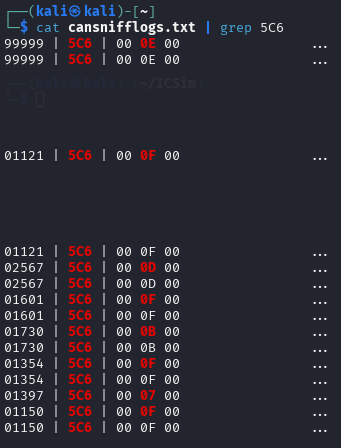 ┌──(kali㉿kali)-[~]
└─$ cat cansnifflogs.txt | grep 5C6
99999 | 5C6 | 00 0E 00 ...
99999 | 5C6 | 00 0E 00 ...
01121 | 5C6 | 00 0F 00 ...
01121 | 5C6 | 00 0F 00 ...
02567 | 5C6 | 00 0D 00 ...
02567 | 5C6 | 00 0D 00 ...
01601 | 5C6 | 00 0F 00 ...
01601 | 5C6 | 00 0F 00 ...
01730 | 5C6 | 00 0B 00 ...
01730 | 5C6 | 00 0B 00 ...
01354 | 5C6 | 00 0F 00 ...
01354 | 5C6 | 00 0F 00 ...
01397 | 5C6 | 00 07 00 ...
01150 | 5C6 | 00 0F 00 ...
01150 | 5C6 | 00 0F 00 ...